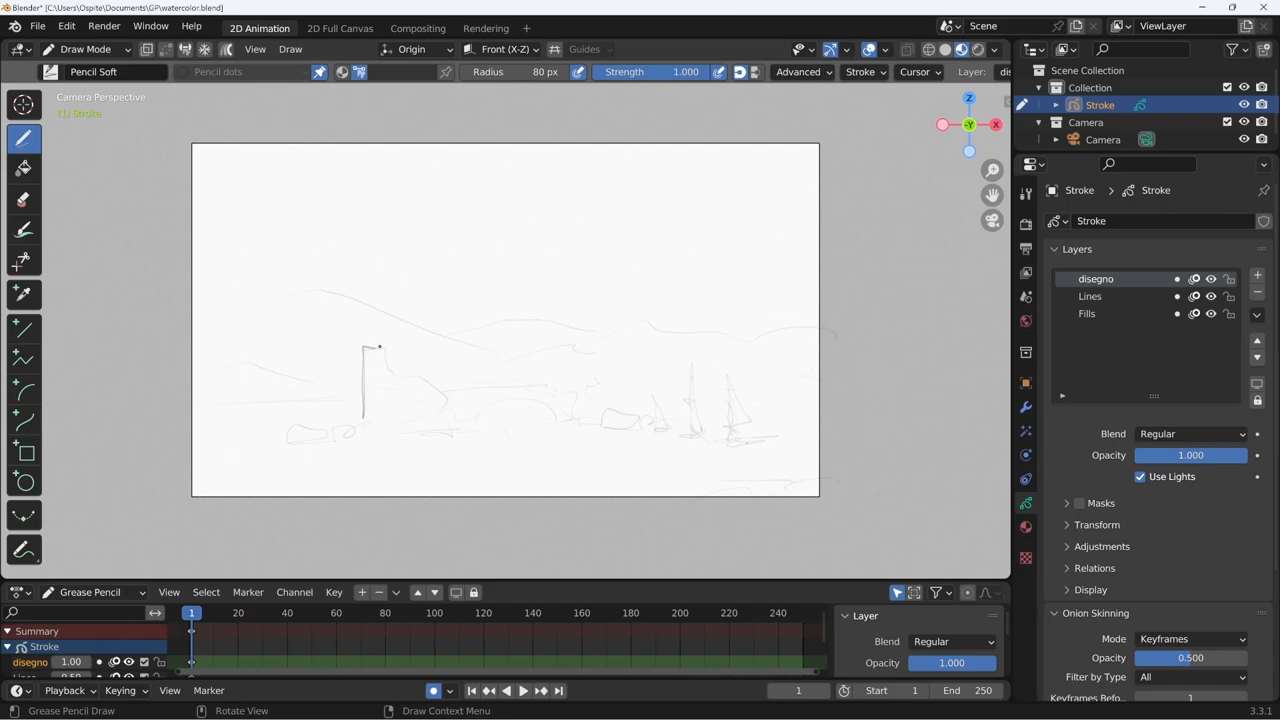 Blender* [C:\Users\Ospite\Documents\GP\watercolor.blend]
File Edit Render Window Help 2D Animation 2D Full Canvas Compositing Rendering + Scene ViewLayer
Draw Mode View Draw Origin Front (X-Z) Guides
Pencil Soft Pencil dots Radius 80 px Strength 1.000 Advanced Stroke Cursor Layer:
Camera Perspective
(1) Stroke
Z
-Y
X
Scene Collection
Collection
Stroke
Camera
Camera
Stroke > Stroke
Stroke
Layers
disegno
Lines
Fills
Blend Regular
Opacity 1.000
Use Lights
Masks
Transform
Adjustments
Relations
Display
Onion Skinning
Mode Keyframes
Opacity 0.500
Filter by Type All
1
Grease Pencil View Select Marker Channel Key
1 20 40 60 80 100 120 140 160 180 200 220 240
Summary
Stroke
disegno 1.00
Layer
Blend Regular
Opacity 1.000
Playback Keying View Marker 1 Start 1 End 250
Grease Pencil Draw Rotate View Draw Context Menu 3.3.1